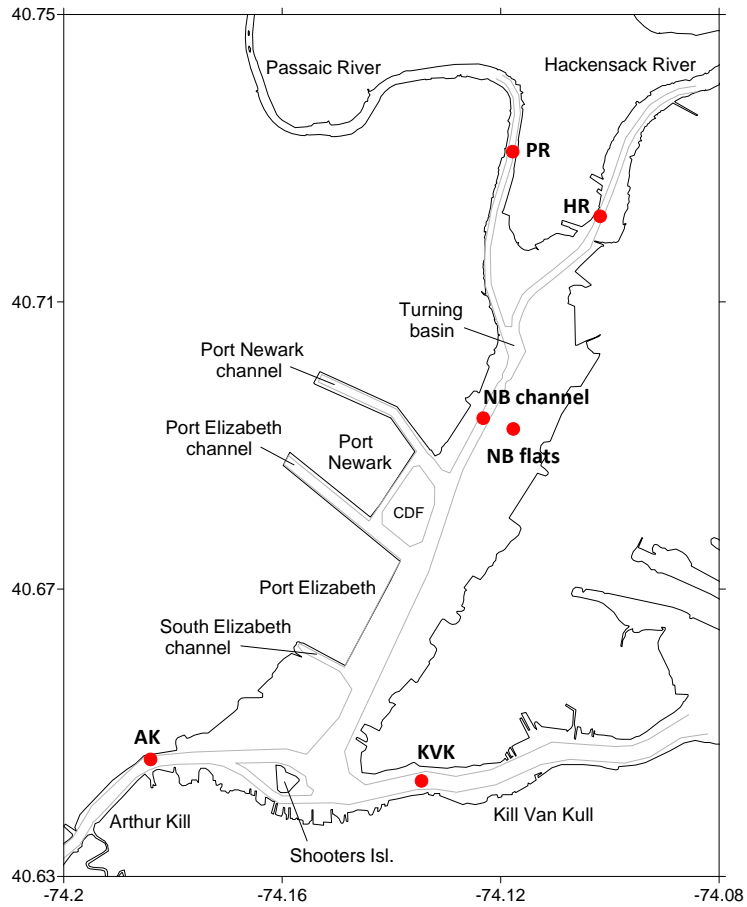 40.75
Passaic River
Hackensack River
PR
HR
40.71
Turning
basin
Port Newark
channel
NB channel
Port Elizabeth
channel
Port
Newark
NB flats
CDF
40.67
Port Elizabeth
South Elizabeth
channel
AK
KVK
Arthur Kill
Kill Van Kull
Shooters Isl.
40.63
-74.2
-74.16
-74.12
-74.08